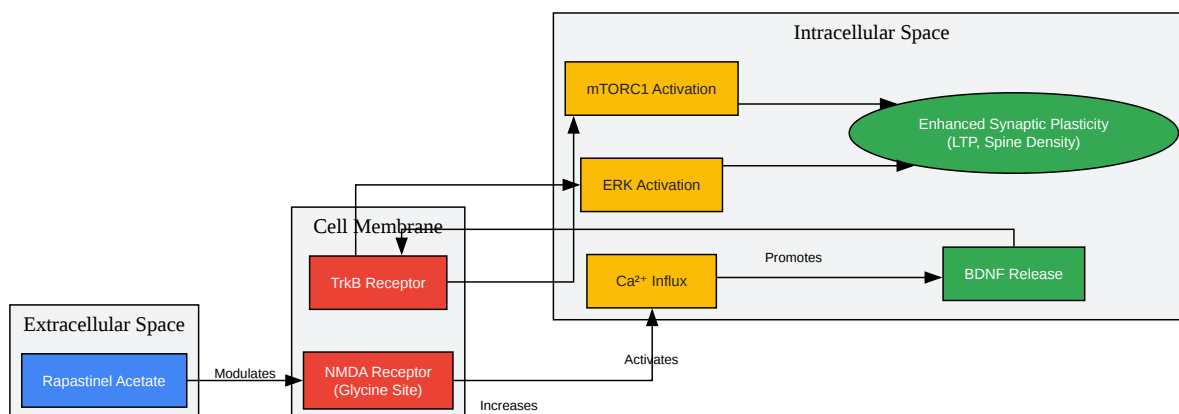 Intracellular Space
mTORC1 Activation
Enhanced Synaptic Plasticity
(LTP, Spine Density)
ERK Activation
Cell Membrane
TrkB Receptor
Ca²⁺ Influx
Promotes
BDNF Release
Extracellular Space
Rapastinel Acetate
Modulates
NMDA Receptor
(Glycine Site)
Activates
Increases